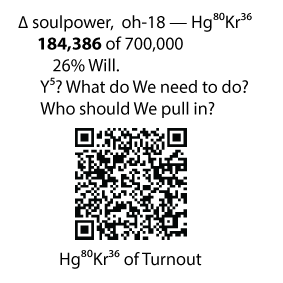 Δ soulpower, oh-18 — Hg⁸⁰Kr³⁶
184,386 of 700,000
26% Will.
Y⁵? What do We need to do?
Who should We pull in?
Hg⁸⁰Kr³⁶ of Turnout